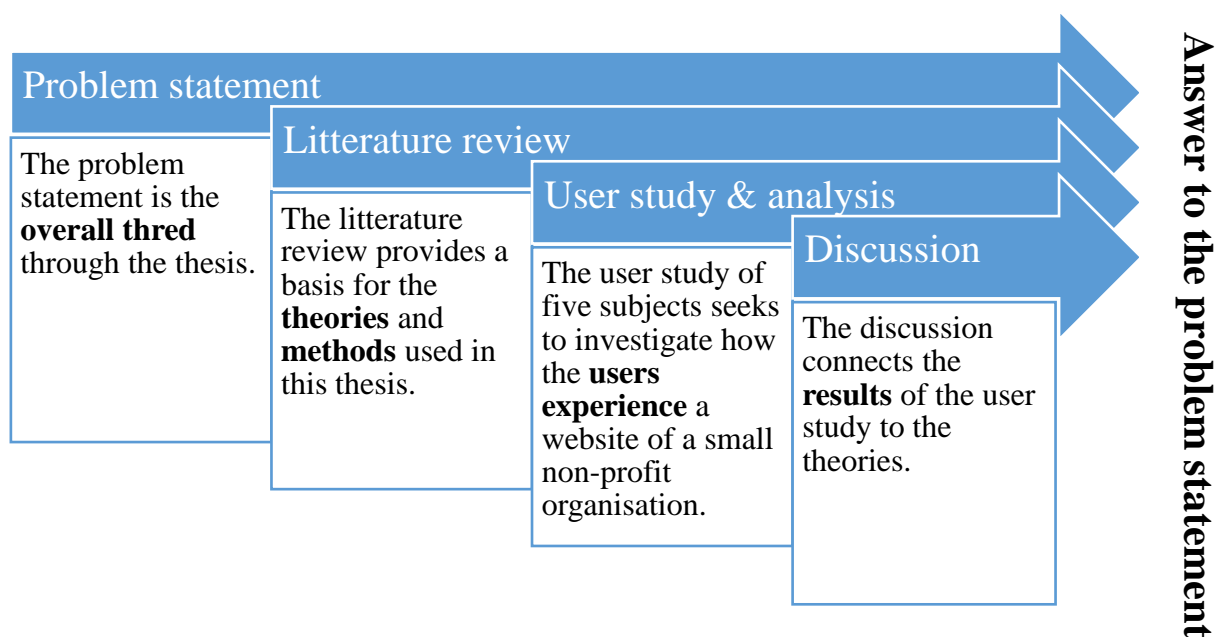 Problem statement
The problem
statement is the
overall thred
through the thesis.
Litterature review
The litterature
review provides a
basis for the
theories and
methods used in
this thesis.
User study & analysis
The user study of
five subjects seeks
to investigate how
the users
experience a
website of a small
non-profit
organisation.
Discussion
The discussion
connects the
results of the user
study to the
theories.
Answer to the problem statement